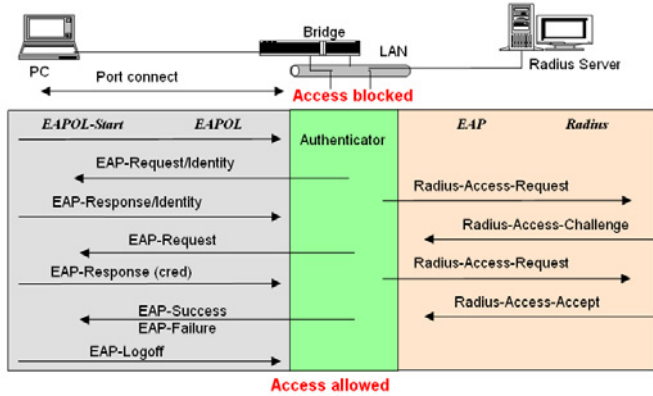 Bridge
LAN
PC
Radius Server
Port connect
Access blocked
EAPOL-Start EAPOL
Authenticator
EAP Radius
EAP-Request/Identity
Radius-Access-Request
EAP-Response/Identity
Radius-Access-Challenge
EAP-Request
Radius-Access-Request
EAP-Response (cred)
Radius-Access-Accept
EAP-Success
EAP-Failure
EAP-Logoff
Access allowed